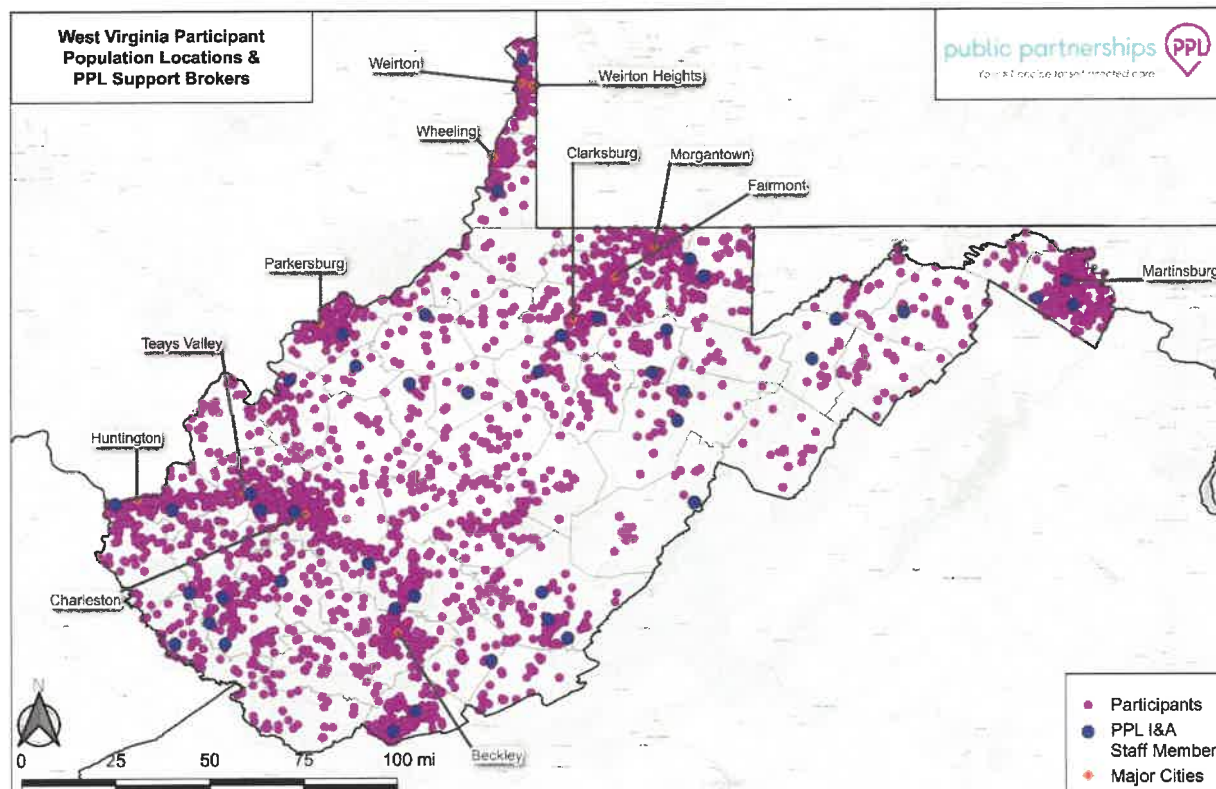 West Virginia Participant
Population Locations &
PPL Support Brokers
public partnerships
PPL
Weirton
Weirton Heights
Wheeling
Clarksburg
Morgantown
Fairmont
Parkersburg
Martinsburg
Teays Valley
Huntington
Charleston
Beckley
N
0 25 50 75 100 mi
Participants
PPL I&A
Staff Member
Major Cities